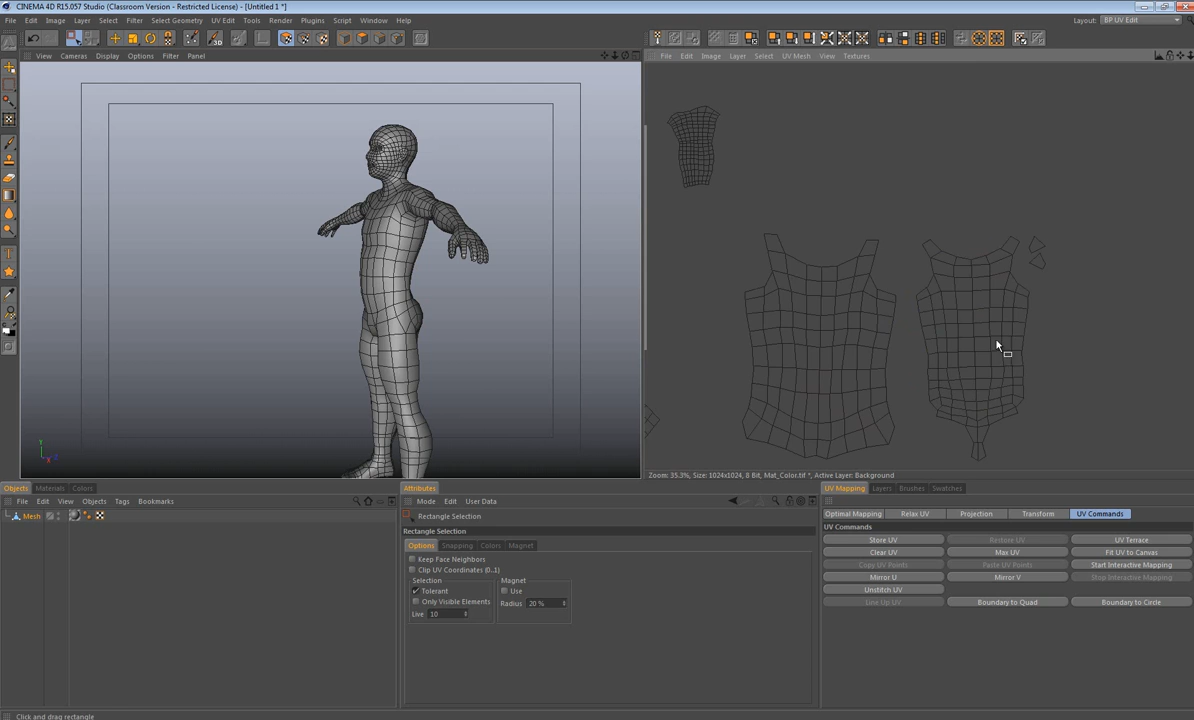 CINEMA 4D R15.057 Studio (Classroom Version - Restricted License) - [Untitled 1 *]
File Edit Image Layer Select Filter Select Geometry UV Edit Tools Render Plugins Script Window Help Layout: BP UV Edit
View Cameras Display Options Filter Panel
File Edit Image Layer Select UV Mesh View Textures
Y
X
Zoom: 35.3%, Size: 1024x1024, 8 Bit, Mat_Color.tif *, Active Layer: Background
Objects Materials Colors
File Edit View Objects Tags Bookmarks
Mesh
Attributes
Mode Edit User Data
Rectangle Selection
Rectangle Selection
Options Snapping Colors Magnet
Keep Face Neighbors
Clip UV Coordinates (0..1)
Selection Magnet
Tolerant Use
Only Visible Elements Radius 20 %
Live 10
UV Mapping Layers Brushes Swatches
Optimal Mapping Relax UV Projection Transform UV Commands
UV Commands
Store UV Restore UV UV Terrace
Clear UV Max UV Fit UV to Canvas
Copy UV Points Paste UV Points Start Interactive Mapping
Mirror U Mirror V Stop Interactive Mapping
Unstitch UV
Line Up UV Boundary to Quad Boundary to Circle
Click and drag rectangle